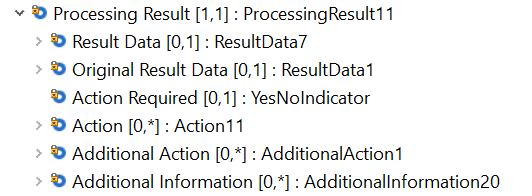 Processing Result [1,1] : ProcessingResult11
Result Data [0,1] : ResultData7
Original Result Data [0,1] : ResultData1
Action Required [0,1] : YesNoIndicator
Action [0,*] : Action11
Additional Action [0,*] : AdditionalAction1
Additional Information [0,*] : AdditionalInformation20